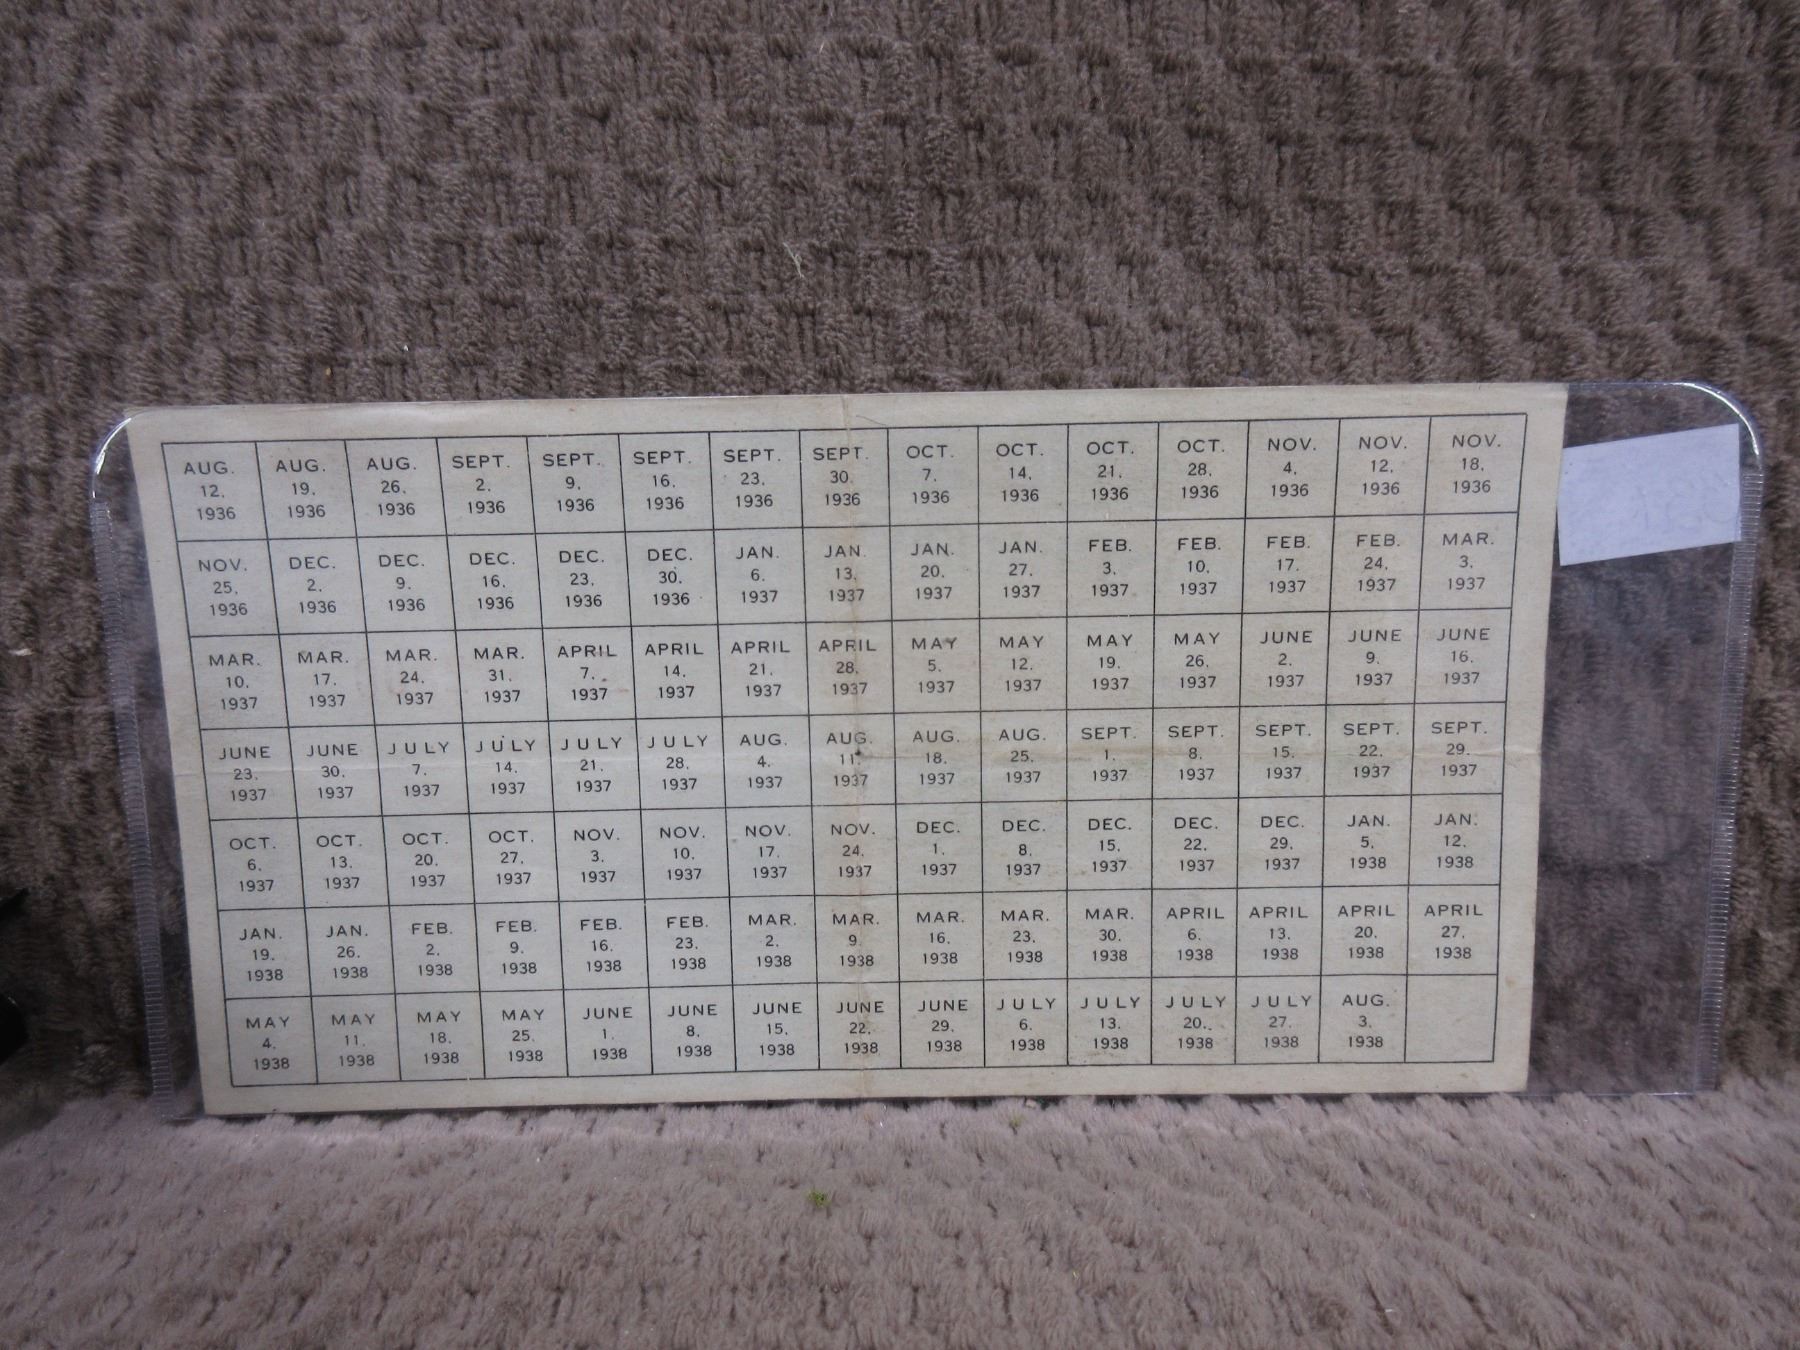 AUG. AUG. AUG. SEPT. SEPT. SEPT. SEPT. SEPT. OCT. OCT. OCT. OCT. NOV. NOV. NOV.
12, 19, 26, 2, 9, 16, 23, 30, 7, 14, 21, 28, 4, 12, 18,
1936 1936 1936 1936 1936 1936 1936 1936 1936 1936 1936 1936 1936 1936 1936
NOV. DEC. DEC. DEC. DEC. DEC. JAN. JAN. JAN. JAN. FEB. FEB. FEB. FEB. MAR.
25, 2, 9, 16, 23, 30, 6, 13, 20, 27, 3, 10, 17, 24, 3,
1936 1936 1936 1936 1936 1936 1937 1937 1937 1937 1937 1937 1937 1937 1937
MAR. MAR. MAR. MAR. APRIL APRIL APRIL APRIL MAY MAY MAY MAY JUNE JUNE JUNE
10, 17, 24, 31, 7, 14, 21, 28, 5, 12, 19, 26, 2, 9, 16,
1937 1937 1937 1937 1937 1937 1937 1937 1937 1937 1937 1937 1937 1937 1937
JUNE JUNE JULY JULY JULY JULY AUG. AUG. AUG. AUG. SEPT. SEPT. SEPT. SEPT. SEPT.
23, 30, 7, 14, 21, 28, 4, 11, 18, 25, 1, 8, 15, 22, 29,
1937 1937 1937 1937 1937 1937 1937 1937 1937 1937 1937 1937 1937 1937 1937
OCT. OCT. OCT. OCT. NOV. NOV. NOV. NOV. DEC. DEC. DEC. DEC. DEC. JAN. JAN.
6, 13, 20, 27, 3, 10, 17, 24, 1, 8, 15, 22, 29, 5, 12,
1937 1937 1937 1937 1937 1937 1937 1937 1937 1937 1937 1937 1937 1938 1938
JAN. JAN. FEB. FEB. FEB. FEB. MAR. MAR. MAR. MAR. MAR. APRIL APRIL APRIL APRIL
19, 26, 2, 9, 16, 23, 2, 9, 16, 23, 30, 6, 13, 20, 27,
1938 1938 1938 1938 1938 1938 1938 1938 1938 1938 1938 1938 1938 1938 1938
MAY MAY MAY MAY JUNE JUNE JUNE JUNE JUNE JULY JULY JULY JULY AUG.
4, 11, 18, 25, 1, 8, 15, 22, 29, 6, 13, 20, 27, 3,
1938 1938 1938 1938 1938 1938 1938 1938 1938 1938 1938 1938 1938 1938